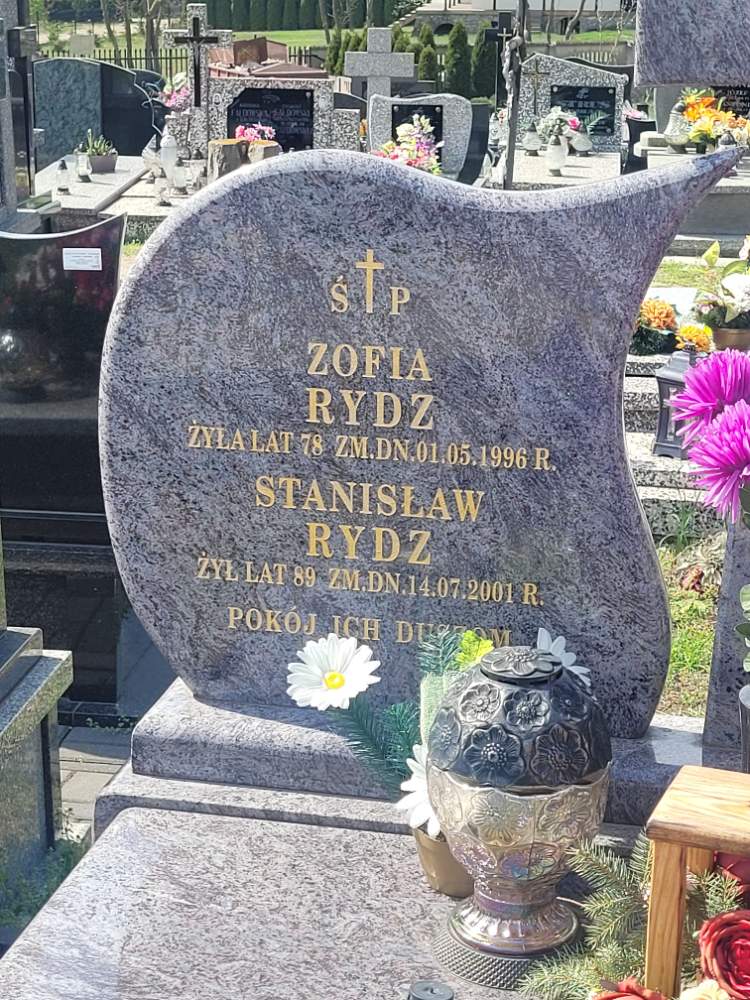 Ś P
ZOFIA
RYDZ
ŻYŁA LAT 78 ZM.DN.01.05.1996 R.
STANISŁAW
RYDZ
ŻYŁ LAT 89 ZM.DN.14.07.2001 R.
POKÓJ ICH DUSZOM